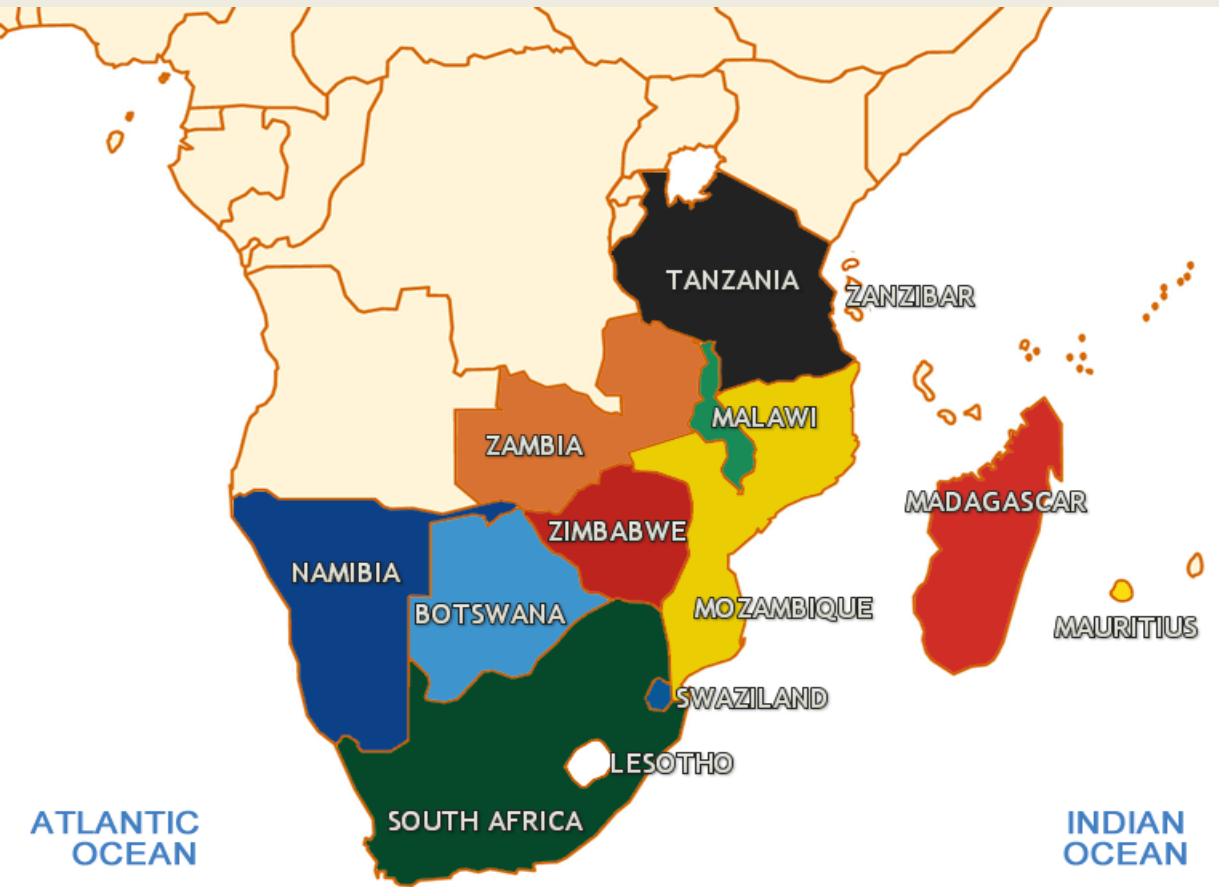 TANZANIA
ZANZIBAR
MALAWI
ZAMBIA
MADAGASCAR
ZIMBABWE
NAMIBIA
MOZAMBIQUE
BOTSWANA
MAURITIUS
SWAZILAND
LESOTHO
SOUTH AFRICA
ATLANTIC
OCEAN
INDIAN
OCEAN